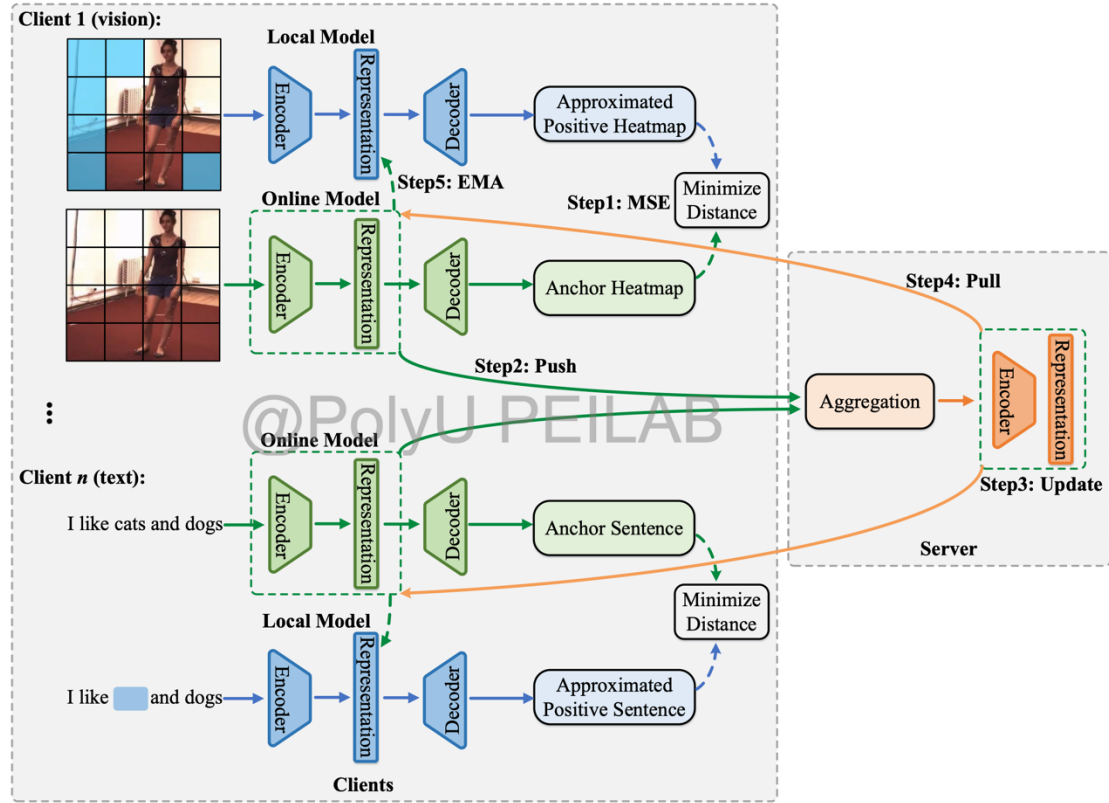 Client 1 (vision):
Local Model
Encoder
Representation
Decoder
Approximated
Positive Heatmap
Step5: EMA
Step1: MSE
Minimize
Distance
Online Model
Encoder
Representation
Decoder
Anchor Heatmap
Step4: Pull
Step2: Push
Aggregation
Encoder
Representation
Step3: Update
Server
...
@PolyU PEILAB
Online Model
Client n (text):
I like cats and dogs
Encoder
Representation
Decoder
Anchor Sentence
Minimize
Distance
Local Model
I like and dogs
Encoder
Representation
Decoder
Approximated
Positive Sentence
Clients